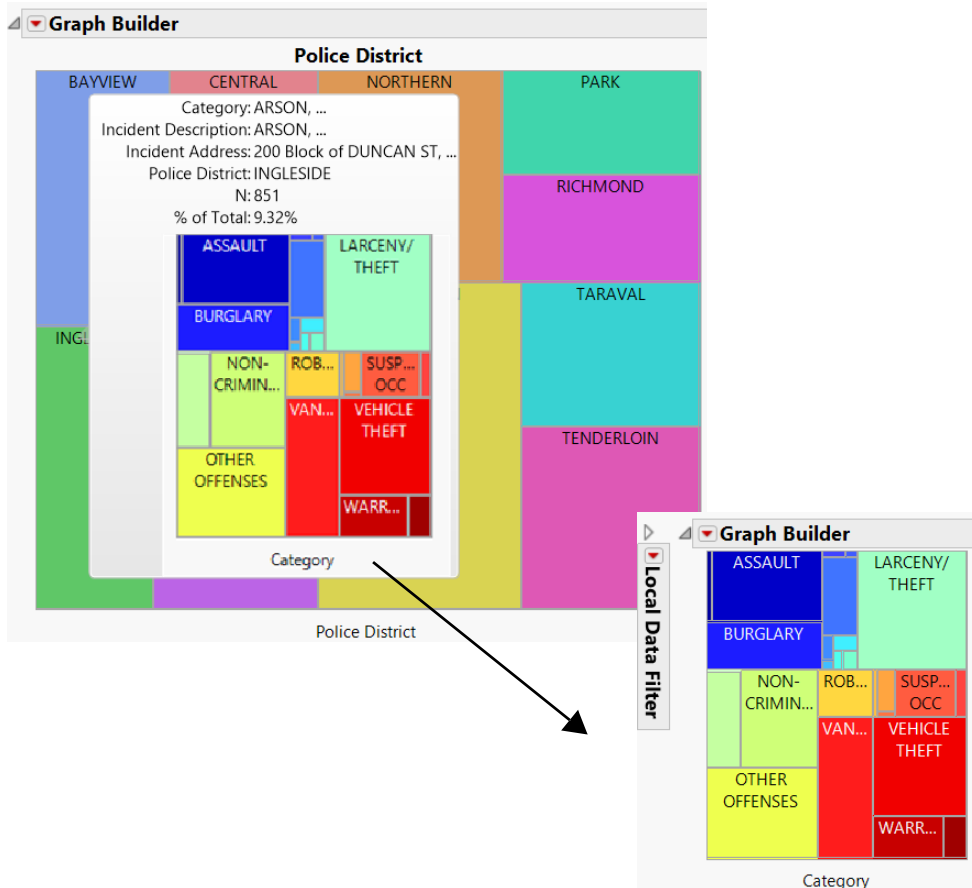 Graph Builder
Police District
BAYVIEW
CENTRAL
NORTHERN
PARK
Category: ARSON, ...
Incident Description: ARSON, ...
Incident Address: 200 Block of DUNCAN ST, ...
Police District: INGLESIDE
N: 851
% of Total: 9.32%
RICHMOND
ASSAULT
LARCENY/
THEFT
TARAVAL
BURGLARY
NON-
CRIMIN...
ROB...
SUSP...
OCC
VAN...
VEHICLE
THEFT
TENDERLOIN
OTHER
OFFENSES
WARR...
Category
Police District
Local Data Filter
Graph Builder
ASSAULT
LARCENY/
THEFT
BURGLARY
NON-
CRIMIN...
ROB...
SUSP...
OCC
VAN...
VEHICLE
THEFT
OTHER
OFFENSES
WARR...
Category